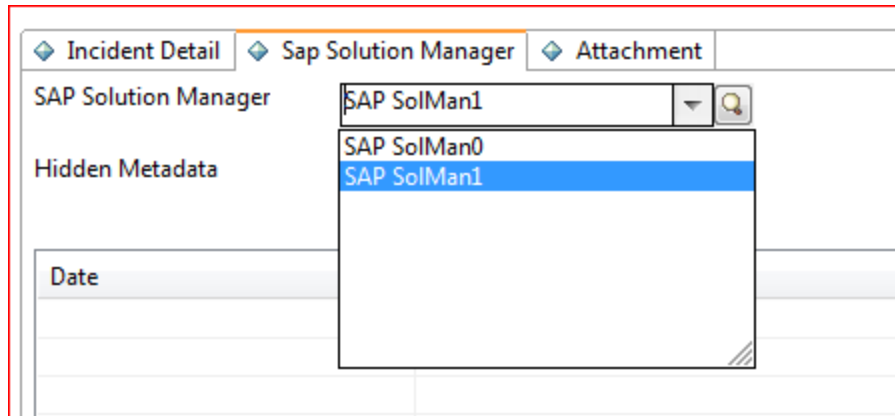 Incident Detail Sap Solution Manager Attachment
SAP Solution Manager SAP SolMan1
SAP SolMan0
Hidden Metadata SAP SolMan1
Date